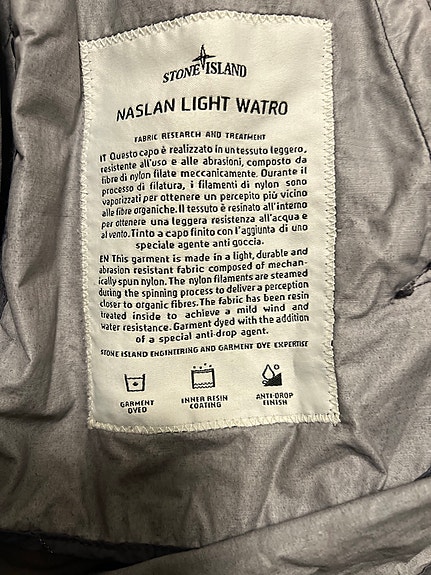 STONE ISLAND
NASLAN LIGHT WATRO
FABRIC RESEARCH AND TREATMENT
IT Questo capo è realizzato in un tessuto leggero,
resistente all'uso e alle abrasioni, composto da
fibre di nylon filate meccanicamente. Durante il
processo di filatura, i filamenti di nylon sono
vaporizzati per ottenere un percepito più vicino
alle fibre organiche. Il tessuto è resinato all'interno
per ottenere una leggera resistenza all'acqua e
al vento. Tinto a capo finito con l'aggiunta di uno
speciale agente anti goccia.
EN This garment is made in a light, durable and
abrasion resistant fabric composed of mechan-
ically spun nylon. The nylon filaments are steamed
during the spinning process to deliver a perception
closer to organic fibres. The fabric has been resin
treated inside to achieve a mild wind and
water resistance. Garment dyed with the addition
of a special anti-drop agent.
STONE ISLAND ENGINEERING AND GARMENT DYE EXPERTISE
GARMENT
DYED
INNER RESIN
COATING
ANTI-DROP
FINISH